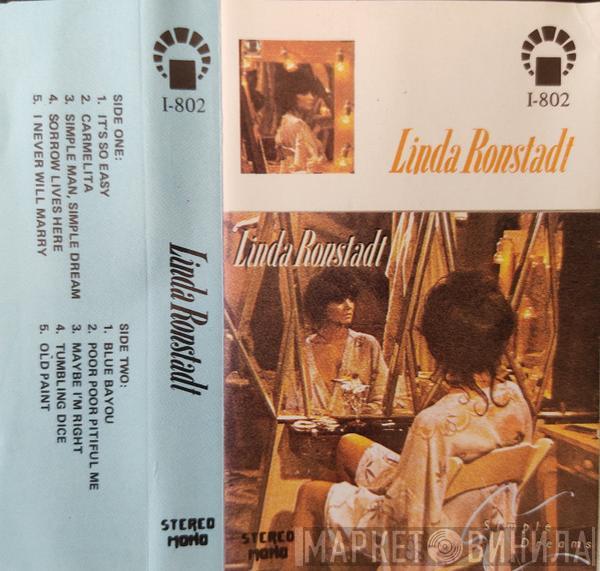 SIDE ONE:
1. IT'S SO EASY
2. CARMELITA
3. SIMPLE MAN, SIMPLE DREAM
4. SORROW LIVES HERE
5. I NEVER WILL MARRY
SIDE TWO:
1. BLUE BAYOU
2. POOR POOR PITIFUL ME
3. MAYBE I'M RIGHT
4. TUMBLING DICE
5. OLD PAINT
I-802
Linda Ronstadt
STEREO
MONO
I-802
Linda Ronstadt
Linda Ronstadt
Simple
Dreams
STEREO
MONO
МАРКЕТ ВИНИЛА